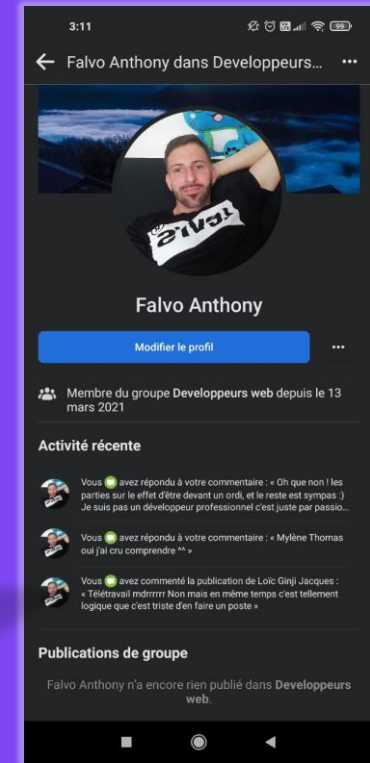 3:11
99
Falvo Anthony dans Developpeurs...
Falvo Anthony
Modifier le profil
Membre du groupe Developpeurs web depuis le 13
mars 2021
Activité récente
Vous avez répondu à votre commentaire : « Oh que non ! les
parties sur le effet d'être devant un ordi, et le reste est sympas :)
Je suis pas un développeur professionnel c'est juste par passio...
Vous avez répondu à votre commentaire : « Mylène Thomas
oui j'ai cru comprendre ^^ »
Vous avez commenté la publication de Loïc Ginji Jacques :
« Télétravail mdrrrrr Non mais en même temps c'est tellement
logique que c'est triste d'en faire un poste »
Publications de groupe
Falvo Anthony n'a encore rien publié dans Developpeurs
web.